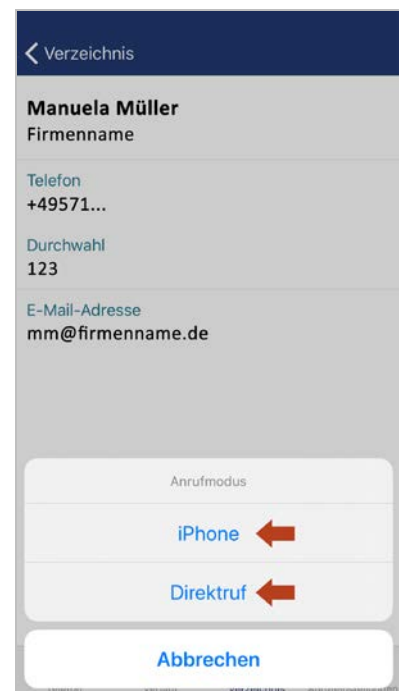 Verzeichnis
Manuela Müller
Firmenname
Telefon
+49571...
Durchwahl
123
E-Mail-Adresse
mm@firmenname.de
Anrufmodus
iPhone
Direktruf
Abbrechen